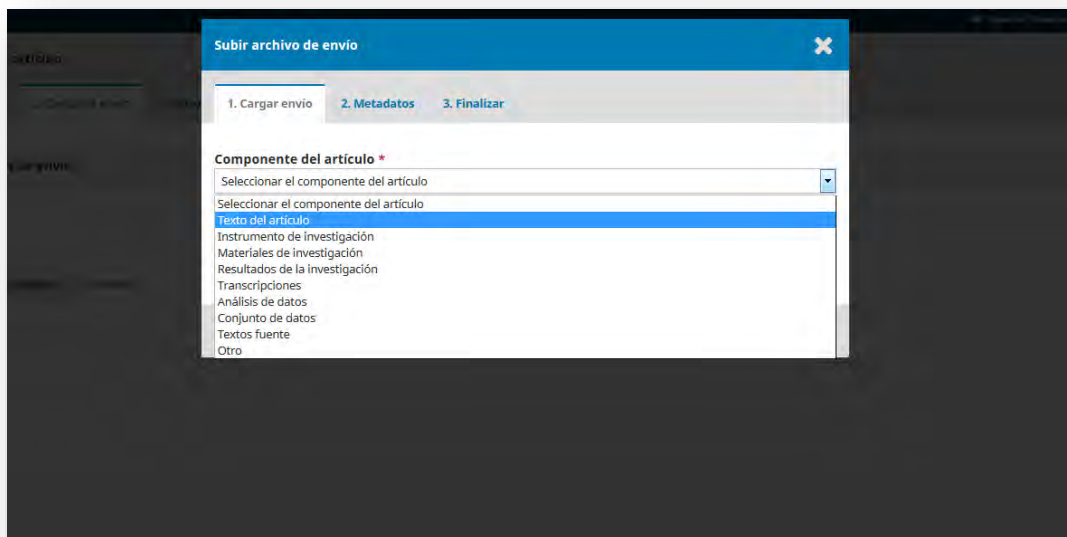 Subir archivo de envío
1. Cargar envío 2. Metadatos 3. Finalizar
Componente del artículo *
Seleccionar el componente del artículo
Seleccionar el componente del artículo
Texto del artículo
Instrumento de investigación
Materiales de investigación
Resultados de la investigación
Transcripciones
Análisis de datos
Conjunto de datos
Textos fuente
Otro